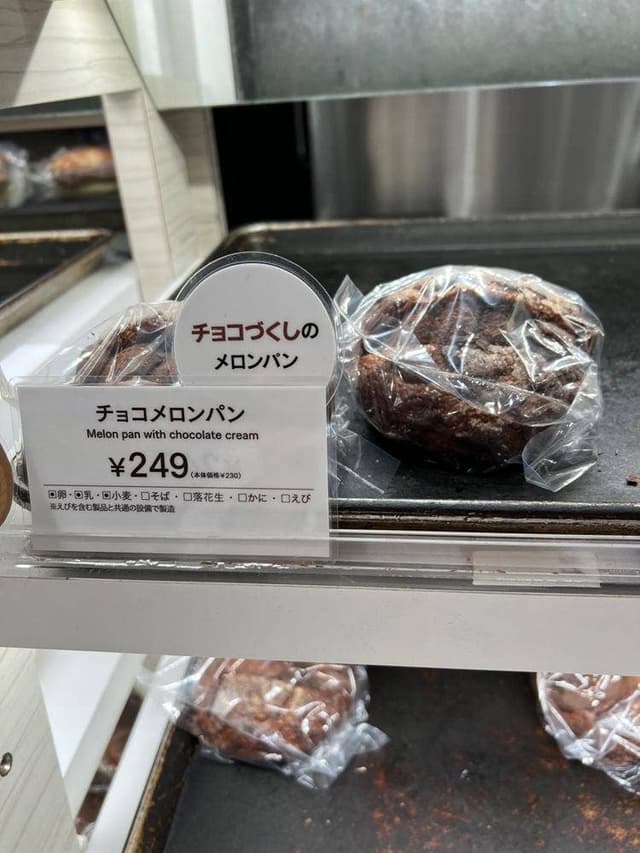 チョコづくしの
メロンパン
チョコメロンパン
Melon pan with chocolate cream
¥249(本体価格¥230)
▣卵・▣乳・▣小麦・□そば・□落花生・□かに・□えび
※えびを含む製品と共通の設備で製造